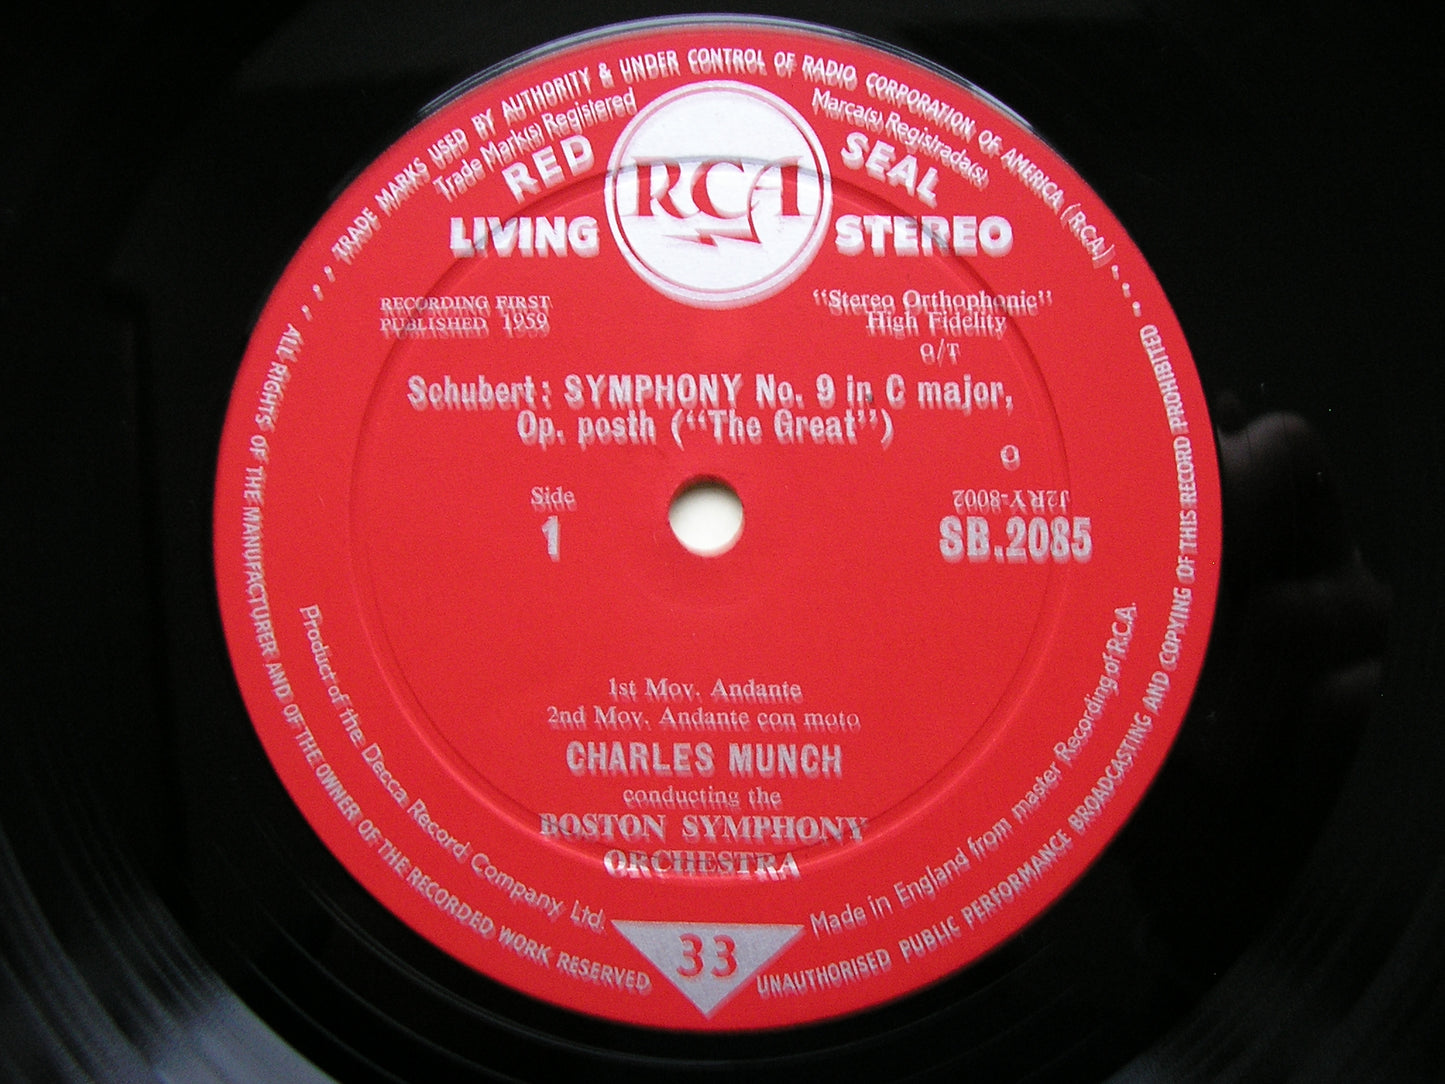 TRADE MARKS USED BY AUTHORITY & UNDER CONTROL OF RADIO CORPORATION OF AMERICA (RCA)
Trade Mark(s) Registered
Marca(s) Registrada(s)
RED SEAL
RCA
LIVING STEREO
RECORDING FIRST
PUBLISHED 1959
"Stereo Orthophonic"
High Fidelity
O/T
Schubert: SYMPHONY No. 9 in C major,
Op. posth ("The Great")
O
Side
1
J2RY-8002
SB.2085
1st Mov. Andante
2nd Mov. Andante con moto
CHARLES MUNCH
conducting the
BOSTON SYMPHONY
ORCHESTRA
Product of the Decca Record Company Ltd.
Made in England from master Recording of R.C.A.
33
ALL RIGHTS OF THE MANUFACTURER AND OF THE OWNER OF THE RECORDED WORK RESERVED
UNAUTHORISED PUBLIC PERFORMANCE BROADCASTING AND COPYING OF THIS RECORD PROHIBITED